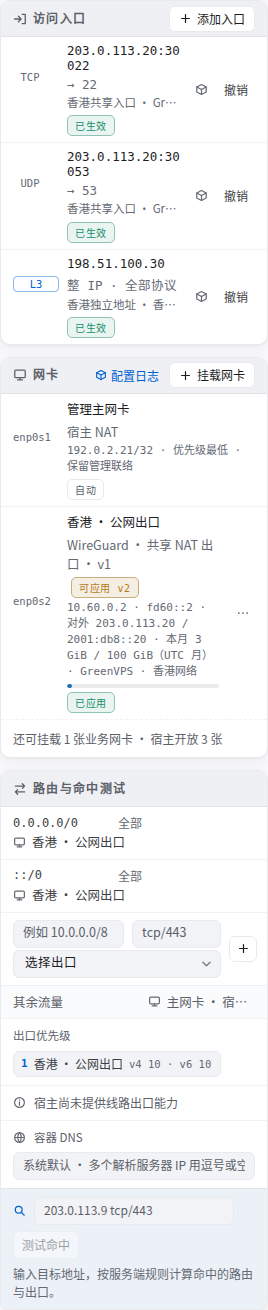 访问入口
+ 添加入口
TCP
203.0.113.20:30
022
→ 22
香港共享入口 · Gr…
已生效
撤销
UDP
203.0.113.20:30
053
→ 53
香港共享入口 · Gr…
已生效
撤销
L3
198.51.100.30
整 IP · 全部协议
香港独立地址 · 香…
已生效
撤销
网卡
配置日志
+ 挂载网卡
enp0s1
管理主网卡
宿主 NAT
192.0.2.21/32 · 优先级最低 ·
保留管理联络
自动
enp0s2
香港 · 公网出口
WireGuard · 共享 NAT 出
口 · v1
可应用 v2
10.60.0.2 · fd60::2 ·
对外 203.0.113.20 /
2001:db8::20 · 本月 3
GiB / 100 GiB（UTC 月）
· GreenVPS · 香港网络
已应用
…
还可挂载 1 张业务网卡 · 宿主开放 3 张
路由与命中测试
0.0.0.0/0 全部
香港 · 公网出口
::/0 全部
香港 · 公网出口
例如 10.0.0.0/8
tcp/443
选择出口
+
其余流量
主网卡 · 宿…
出口优先级
1 香港 · 公网出口 v4 10 · v6 10
宿主尚未提供线路出口能力
容器 DNS
系统默认 · 多个解析服务器 IP 用逗号或空
203.0.113.9 tcp/443
测试命中
输入目标地址，按服务端规则计算命中的路由
与出口。